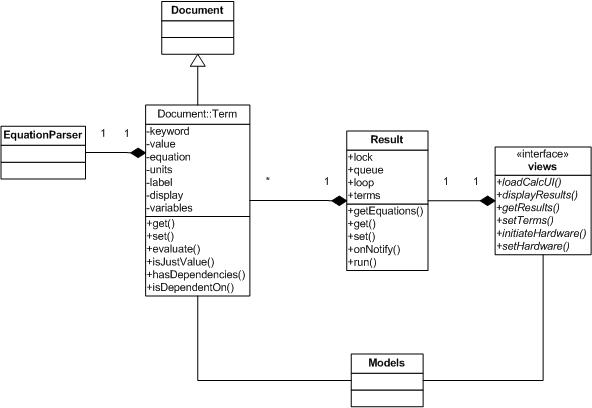 Document
EquationParser
1
1
Document::Term
-keyword
-value
-equation
-units
-label
-display
-variables
+get()
+set()
+evaluate()
+isJustValue()
+hasDependencies()
+isDependentOn()
*
1
Result
+lock
+queue
+loop
+terms
+getEquations()
+get()
+set()
+onNotify()
+run()
1
1
«interface»
views
+loadCalcUI()
+displayResults()
+getResults()
+setTerms()
+initiateHardware()
+setHardware()
Models